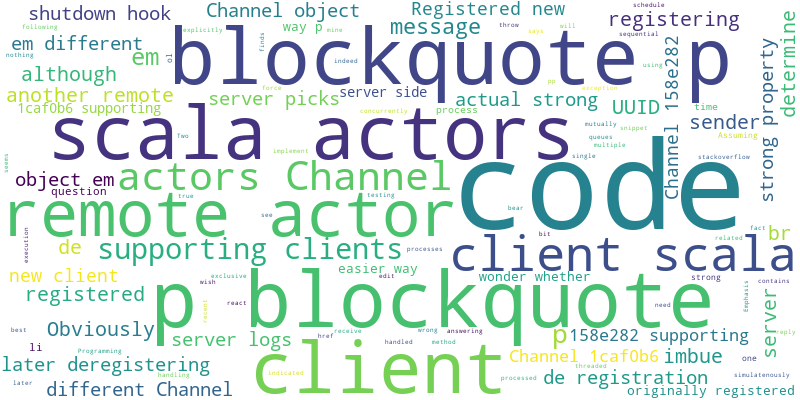 shutdown hook
Channel object
Registered new
way p
mine
schedule
throw
will
following
explicitly
says
sequential
em different
em
blockquote p
message
registering
nothing
finds
indeed
using
although
force
server side
op
exception
another remote
server picks
actual strong
UUID
determine
1caf0b6 supporting
process
time
ol
concurrently
sender
Channel 158e282
strong property
scala actors
Two
mutually
snippet
Assuming
queues
multiple
implement
single
stackoverflow
seems
object em
question
actors Channel
true
testing
bear
fact
related
code
remote actor
see
bit
de
supporting clients
processes
client scala
br
execution
new client
exclusive
easier way
edit
wonder whether
strong
contains
registered
react
wish
need
Emphasis
p blockquote
server
Obviously
href
receive
wrong
answering
p
158e282 supporting
reply
li
best
Programming
server logs
handled
method
Channel 1caf0b6
imbue
one
later deregistering
handling
indicated
client
threaded
processed
de registration
simulatenously
later
different Channel
originally registered